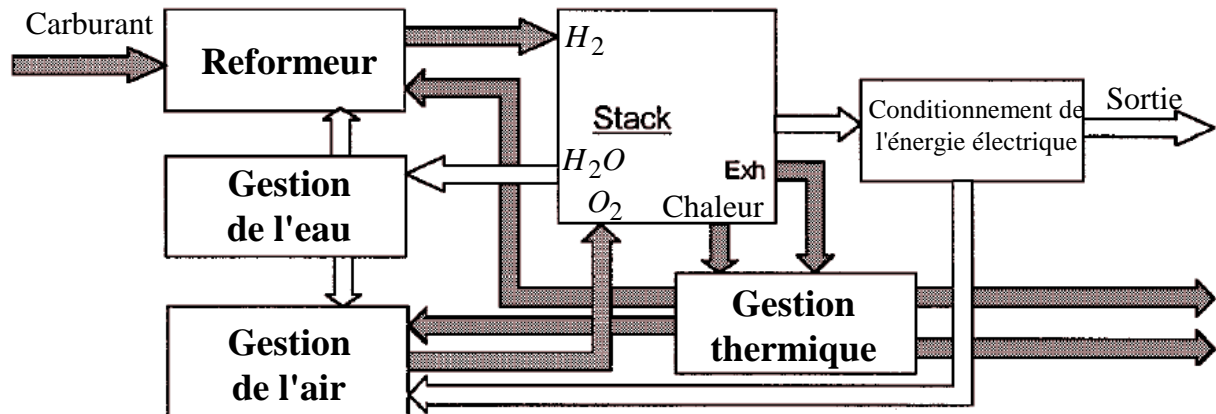 Carburant
Reformeur
H₂
Stack
H₂O
O₂
Exh
Chaleur
Conditionnement de
l'énergie électrique
Sortie
Gestion
de l'eau
Gestion
thermique
Gestion
de l'air